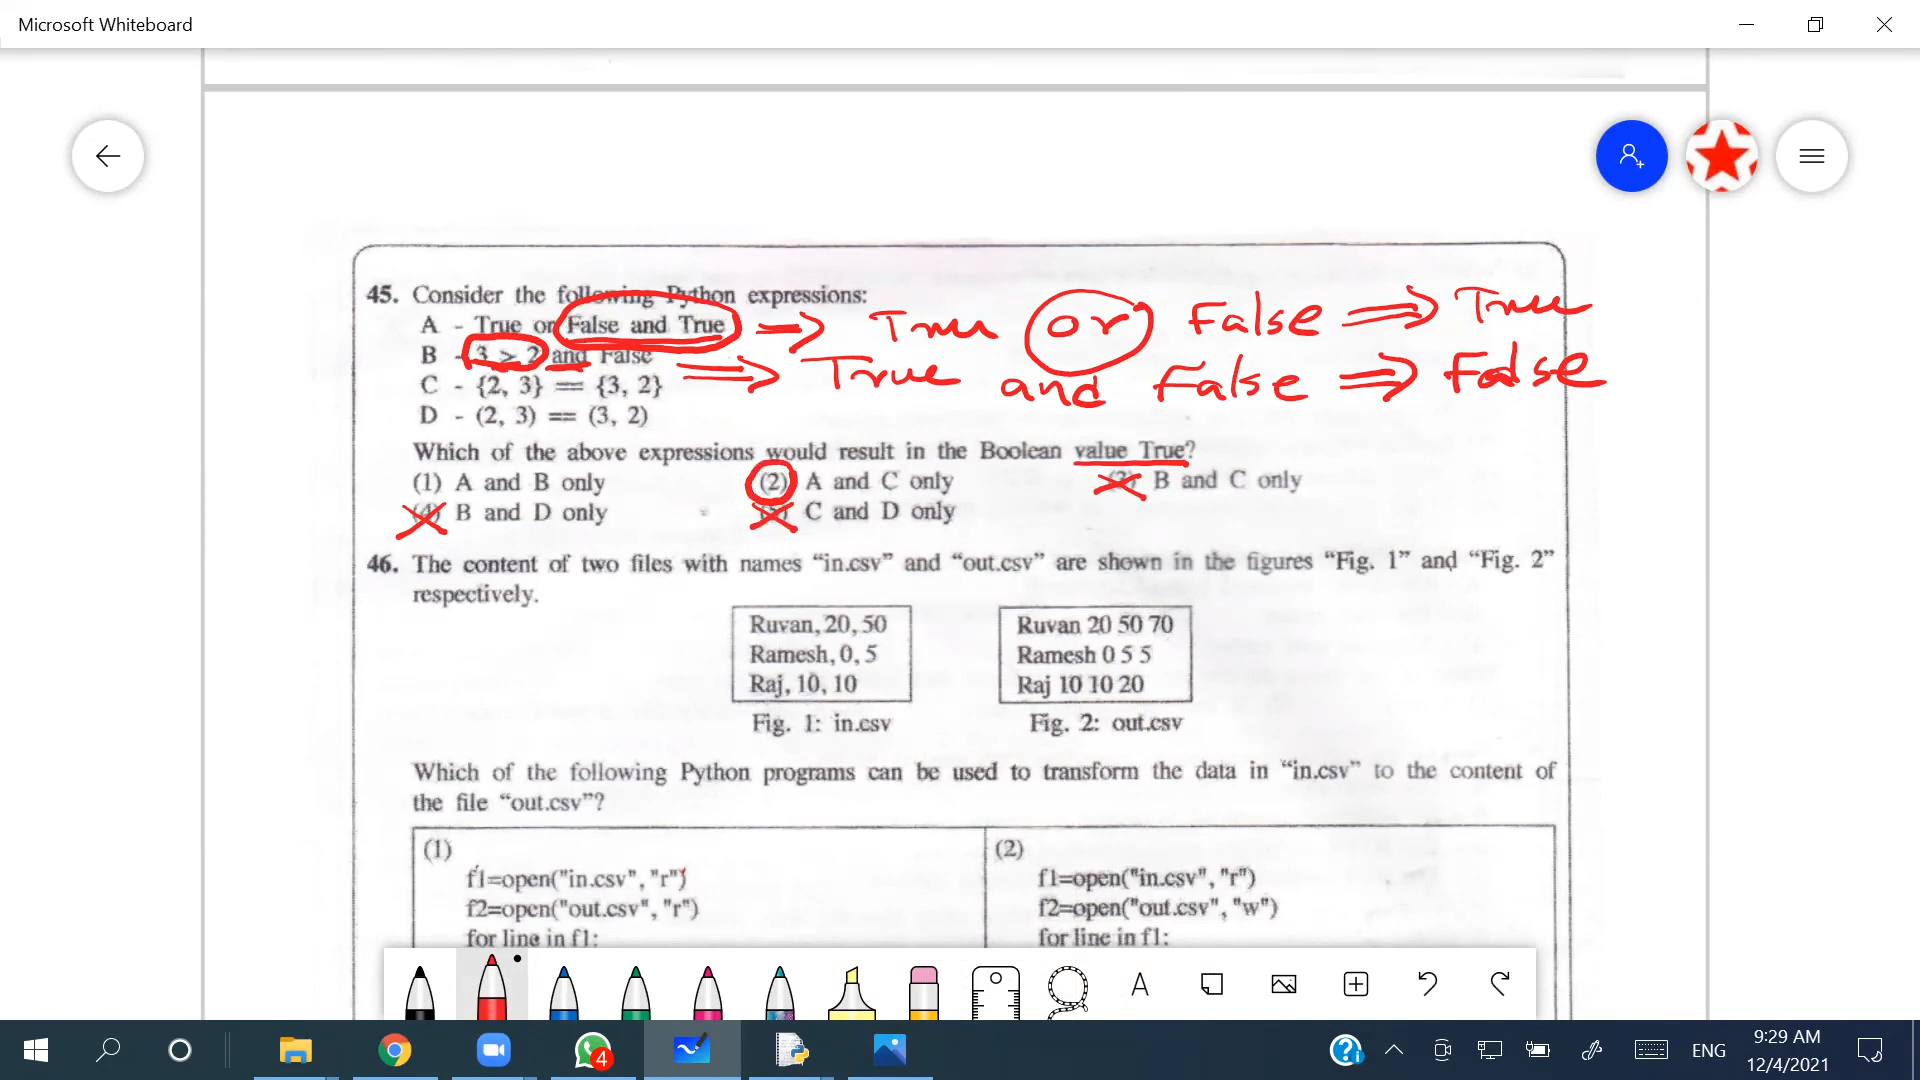 Microsoft Whiteboard
45. Consider the following Python expressions:
A - True or False and True ⇒ True or False ⇒ True
B - 3 > 2 and False ⇒ True and False ⇒ False
C - {2, 3} == {3, 2}
D - (2, 3) == (3, 2)
Which of the above expressions would result in the Boolean value True?
(1) A and B only (2) A and C only (3) B and C only
(4) B and D only (5) C and D only
46. The content of two files with names “in.csv” and “out.csv” are shown in the figures “Fig. 1” and “Fig. 2”
respectively.
Ruvan, 20, 50
Ramesh, 0, 5
Raj, 10, 10
Fig. 1: in.csv
Ruvan 20 50 70
Ramesh 0 5 5
Raj 10 10 20
Fig. 2: out.csv
Which of the following Python programs can be used to transform the data in “in.csv” to the content of
the file “out.csv”?
(1)
f1=open("in.csv", "r")
f2=open("out.csv", "r")
for line in f1:
(2)
f1=open("in.csv", "r")
f2=open("out.csv", "w")
for line in f1:
A
4
ENG
9:29 AM
12/4/2021